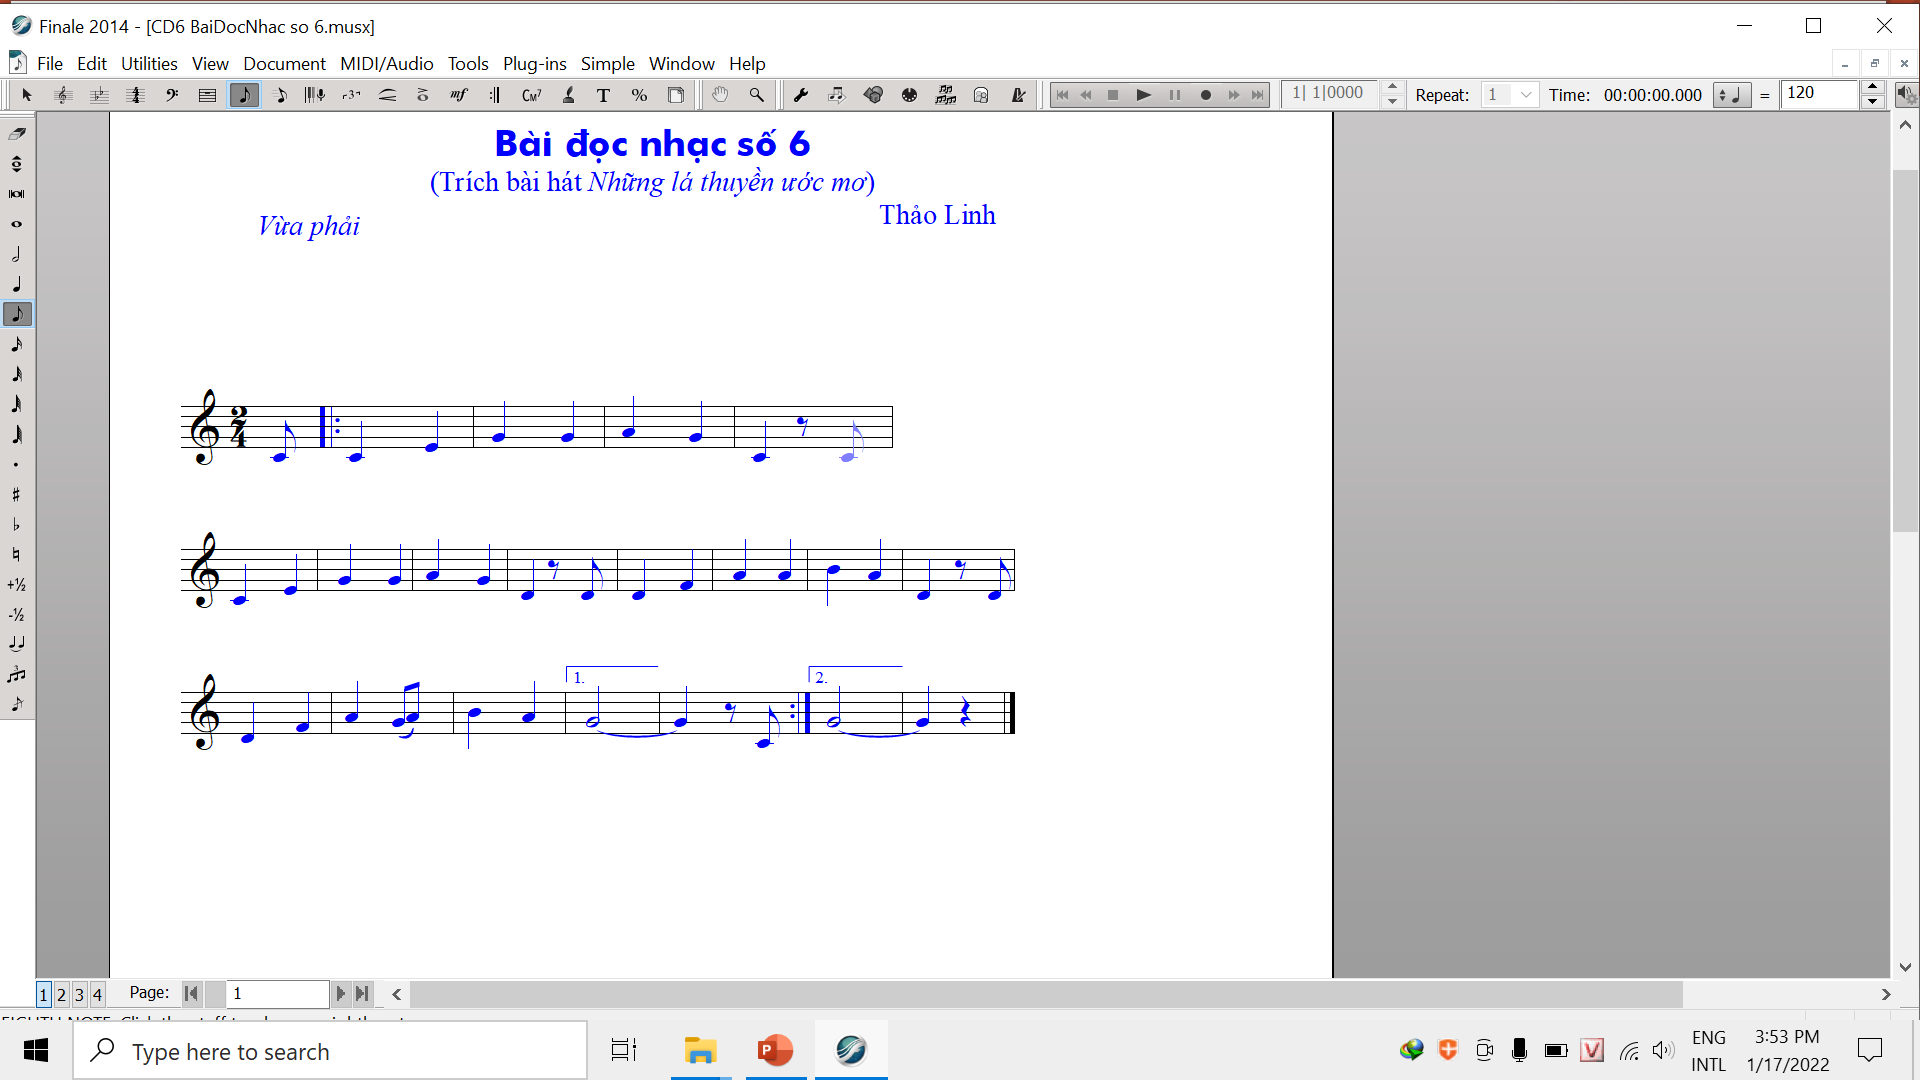 Finale 2014 - [CD6 BaiDocNhac so 6.musx]
File Edit Utilities View Document MIDI/Audio Tools Plug-ins Simple Window Help
1| 1|0000 Repeat: 1 Time: 00:00:00.000 = 120
Bài đọc nhạc số 6
(Trích bài hát Những lá thuyền ước mơ)
Thảo Linh
Vừa phải
2
4
1.
2.
1 2 3 4 Page: 1
Type here to search
ENG
INTL
3:53 PM
1/17/2022